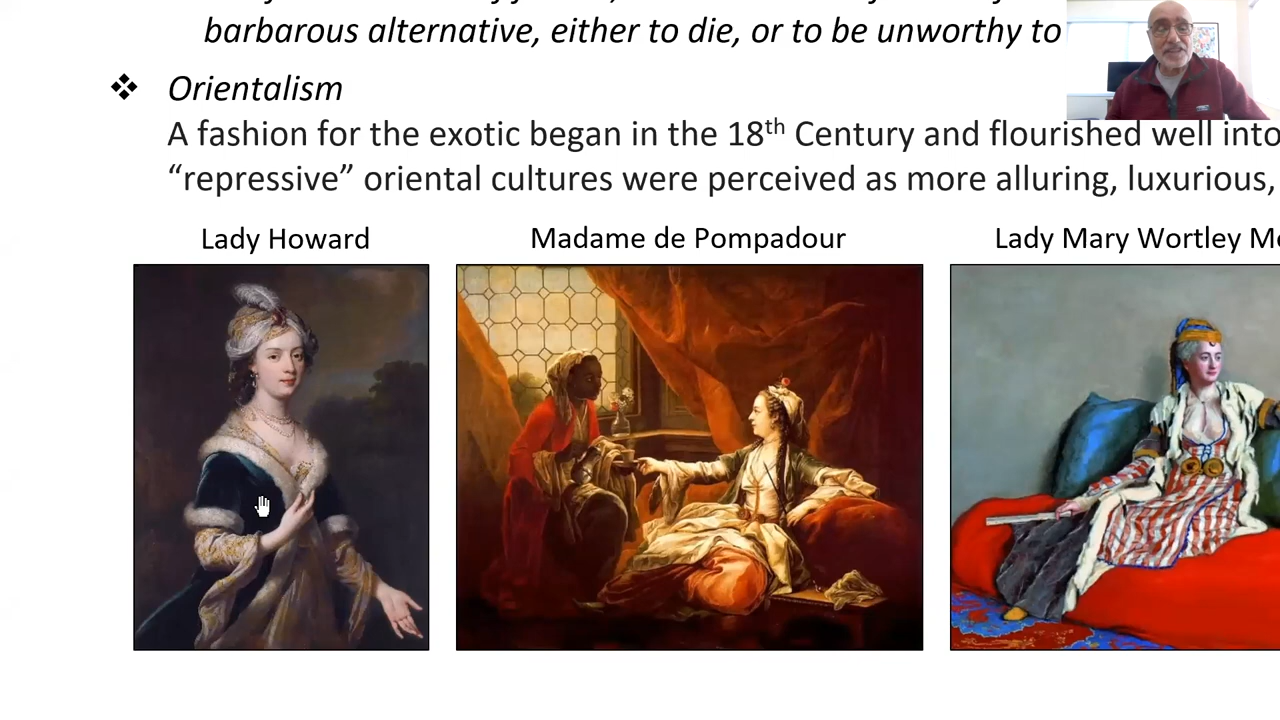 barbarous alternative, either to die, or to be unworthy to
❖ Orientalism
A fashion for the exotic began in the 18th Century and flourished well into
“repressive” oriental cultures were perceived as more alluring, luxurious,
Lady Howard Madame de Pompadour Lady Mary Wortley